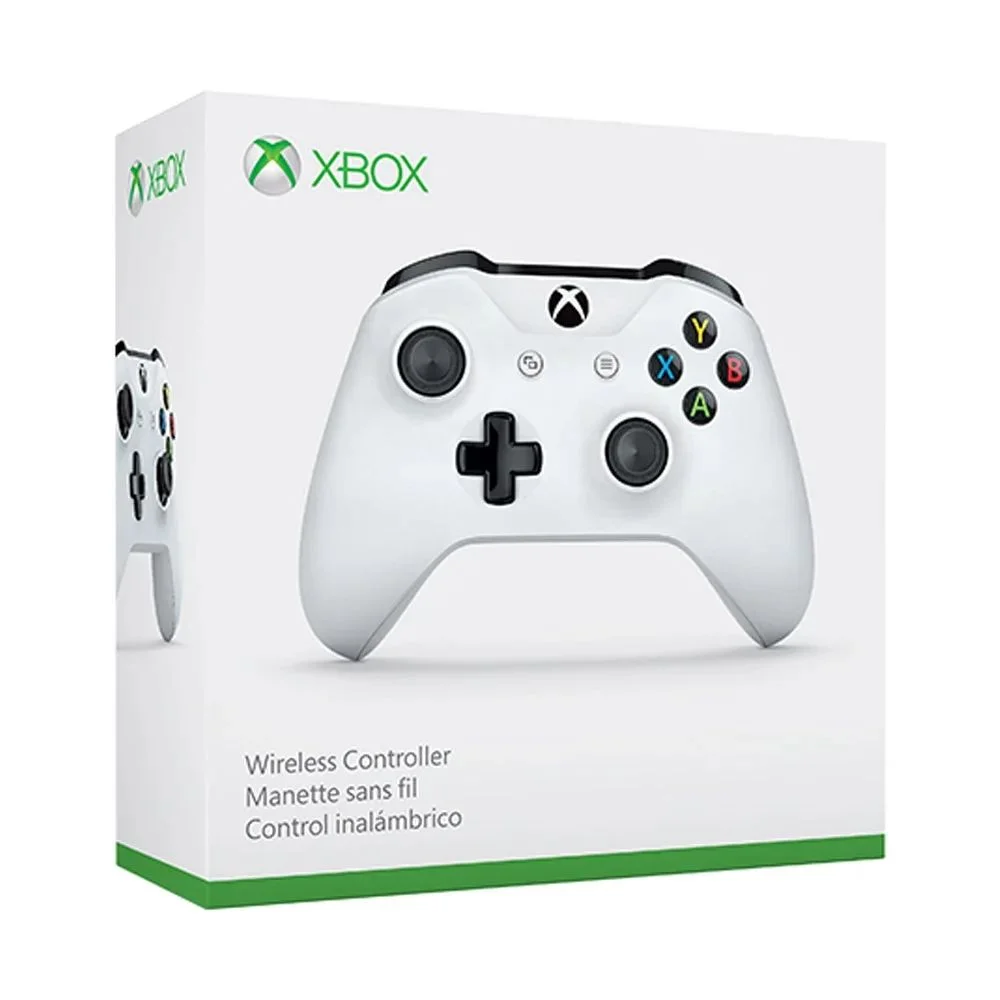 XBOX
XBOX
Y
X
B
A
Wireless Controller
Manette sans fil
Control inalámbrico